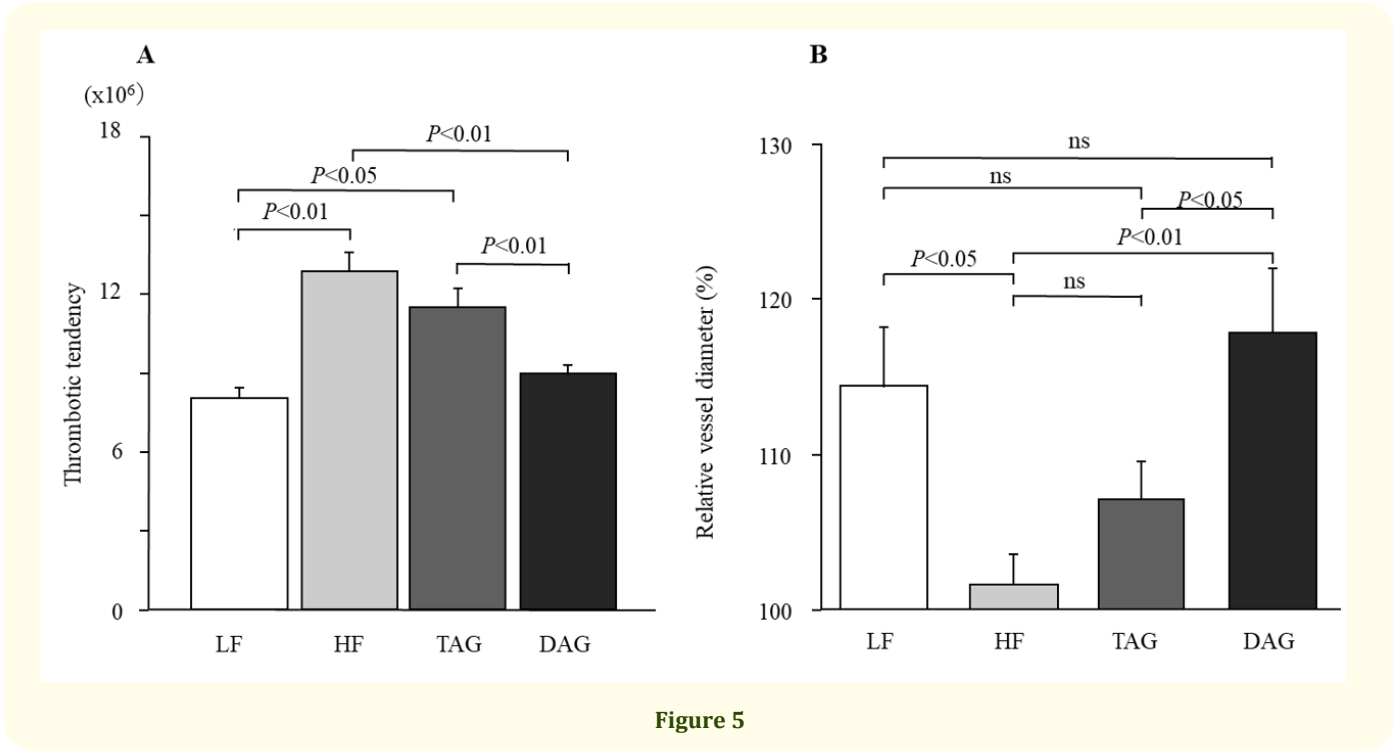 A
(x10⁶)
18
12
6
0
Thrombotic tendency
P<0.01
P<0.05
P<0.01
P<0.01
LF HF TAG DAG
B
130
120
110
100
Relative vessel diameter (%)
ns
ns
P<0.05
P<0.01
P<0.05
ns
LF HF TAG DAG
Figure 5